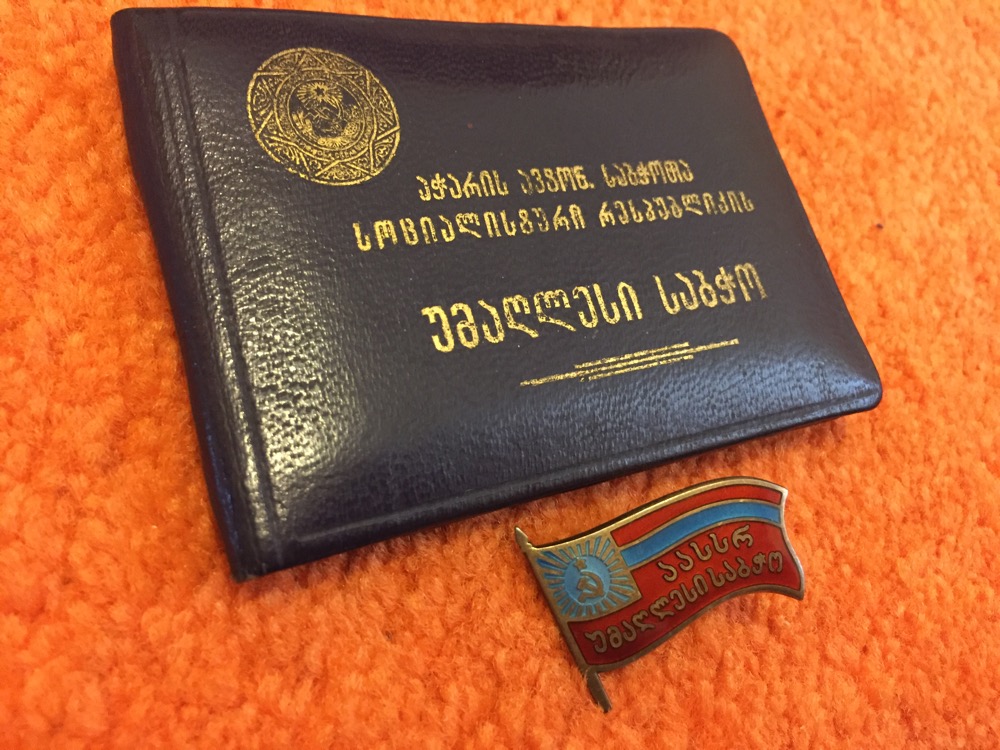 აჭარის ავტონ. საბჭოთა
სოციალისტური რესპუბლიკის
უმაღლესი საბჭო
აასსრ
უმაღლესი საბჭო